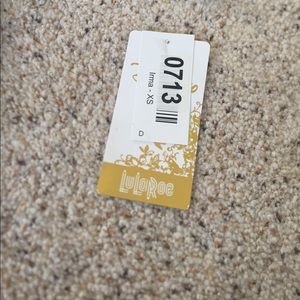 0713
Irma - XS
D
LuLaRoe